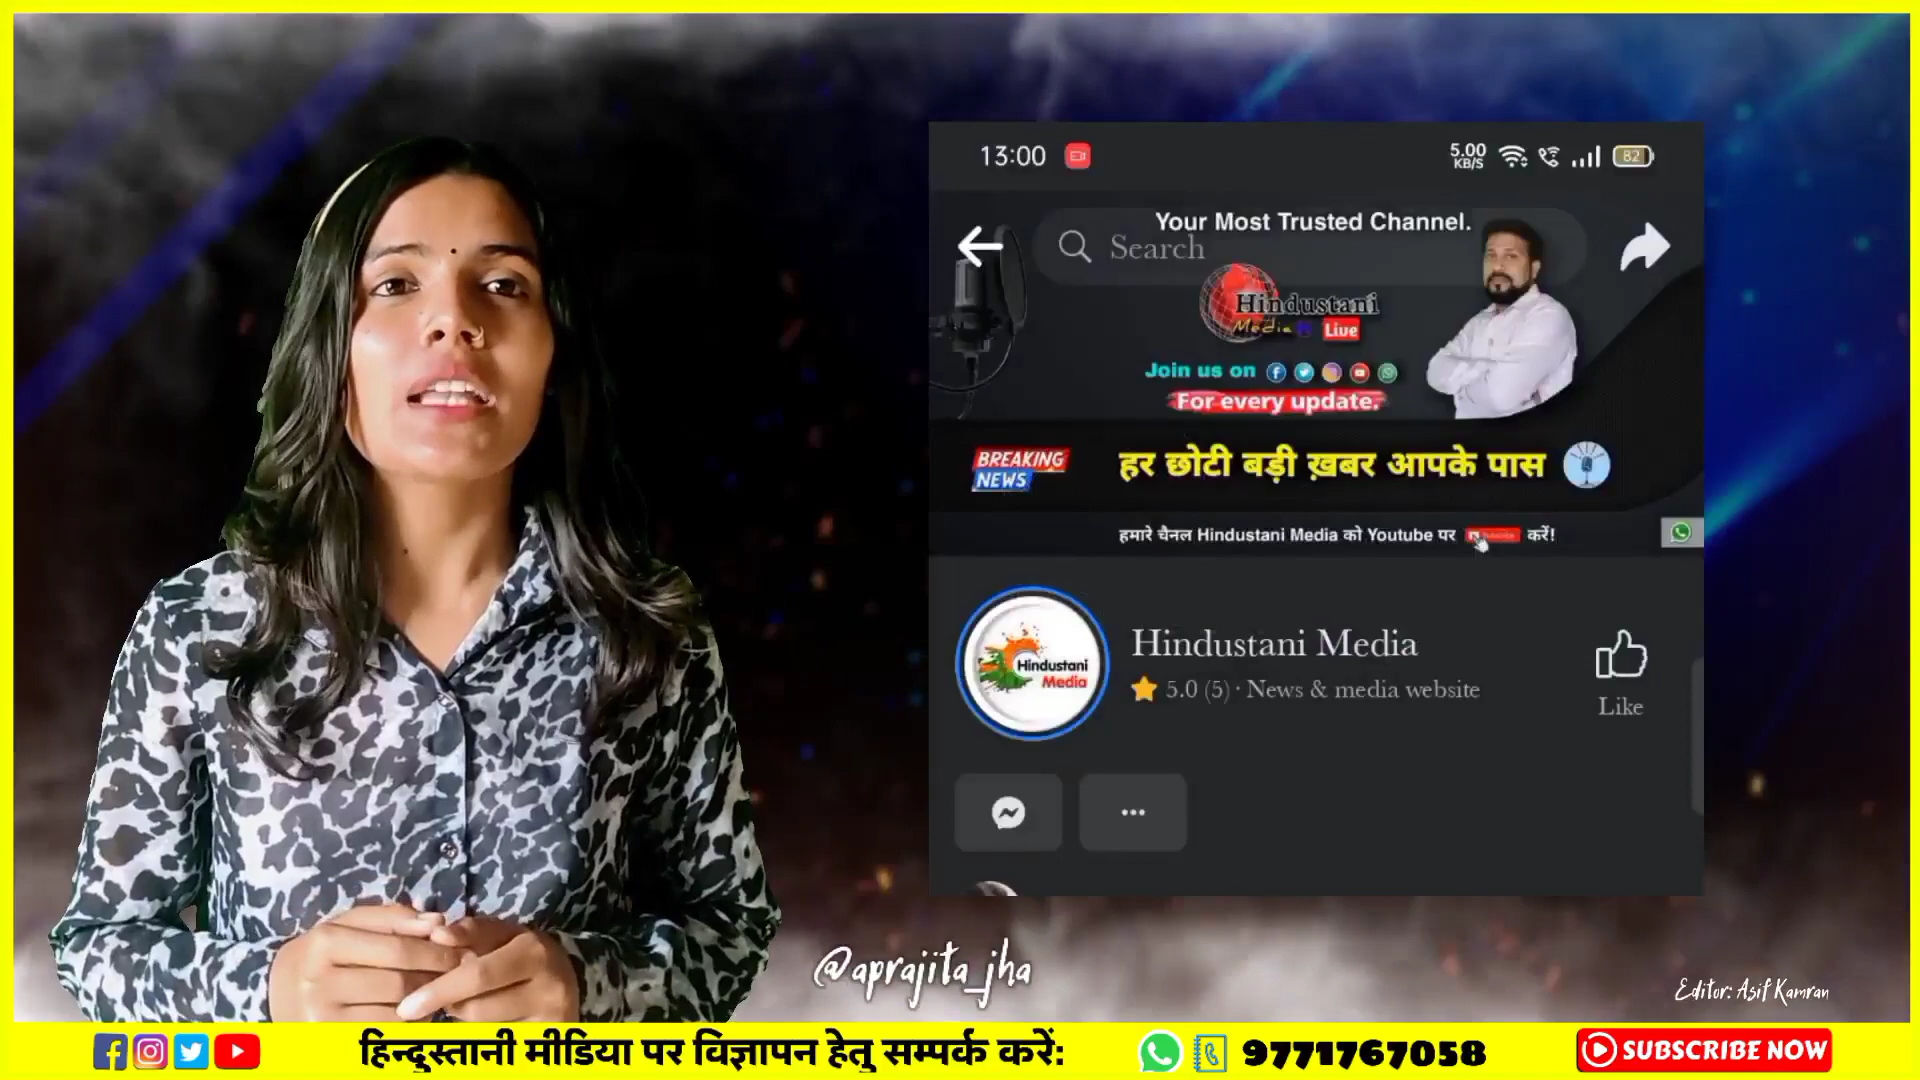 13:00
5.00
KB/S
82
Your Most Trusted Channel.
Search
Hindustani
Media
Live
Join us on
For every update.
BREAKING
NEWS
हर छोटी बड़ी ख़बर आपके पास
हमारे चैनल Hindustani Media को Youtube पर
करें!
Hindustani
Media
Hindustani Media
5.0 (5) · News & media website
Like
@aprajita_jha
Editor: Asif Kamran
हिन्दुस्तानी मीडिया पर विज्ञापन हेतु सम्पर्क करें:
9771767058
SUBSCRIBE NOW